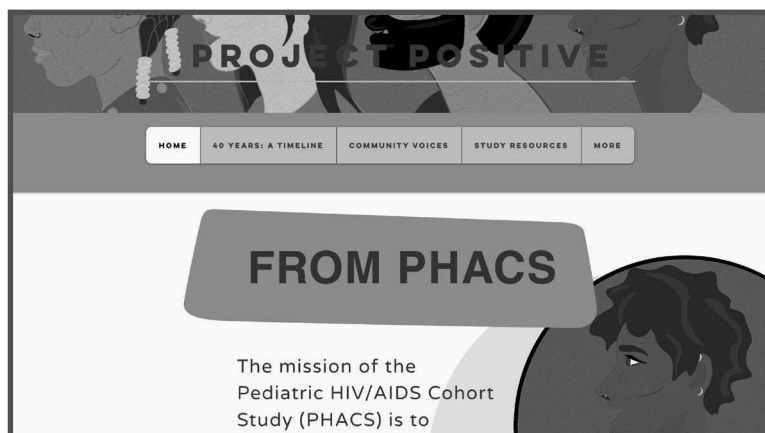 PROJECT POSITIVE
HOME
40 YEARS: A TIMELINE
COMMUNITY VOICES
STUDY RESOURCES
MORE
FROM PHACS
The mission of the
Pediatric HIV/AIDS Cohort
Study (PHACS) is to